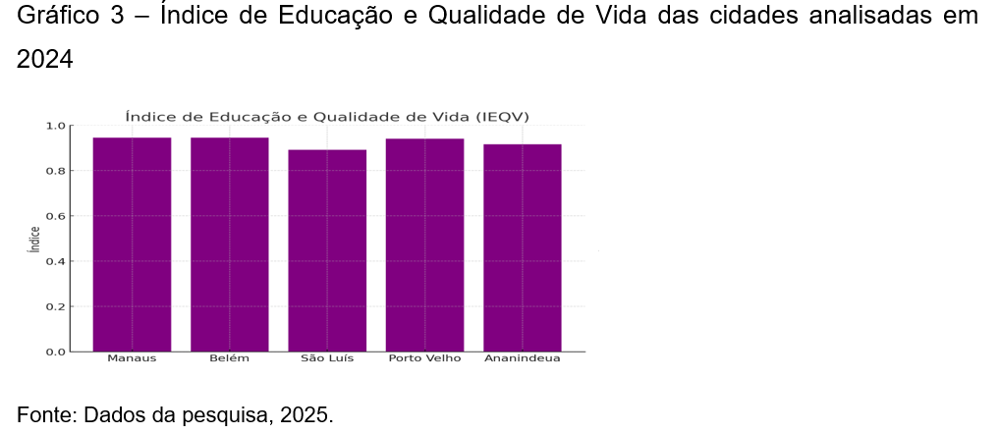 Gráfico 3 – Índice de Educação e Qualidade de Vida das cidades analisadas em
2024
Índice de Educação e Qualidade de Vida (IEQV)
1.0
0.8
0.6
0.4
0.2
0.0
Índice
Manaus Belém São Luís Porto Velho Ananindeua
Fonte: Dados da pesquisa, 2025.